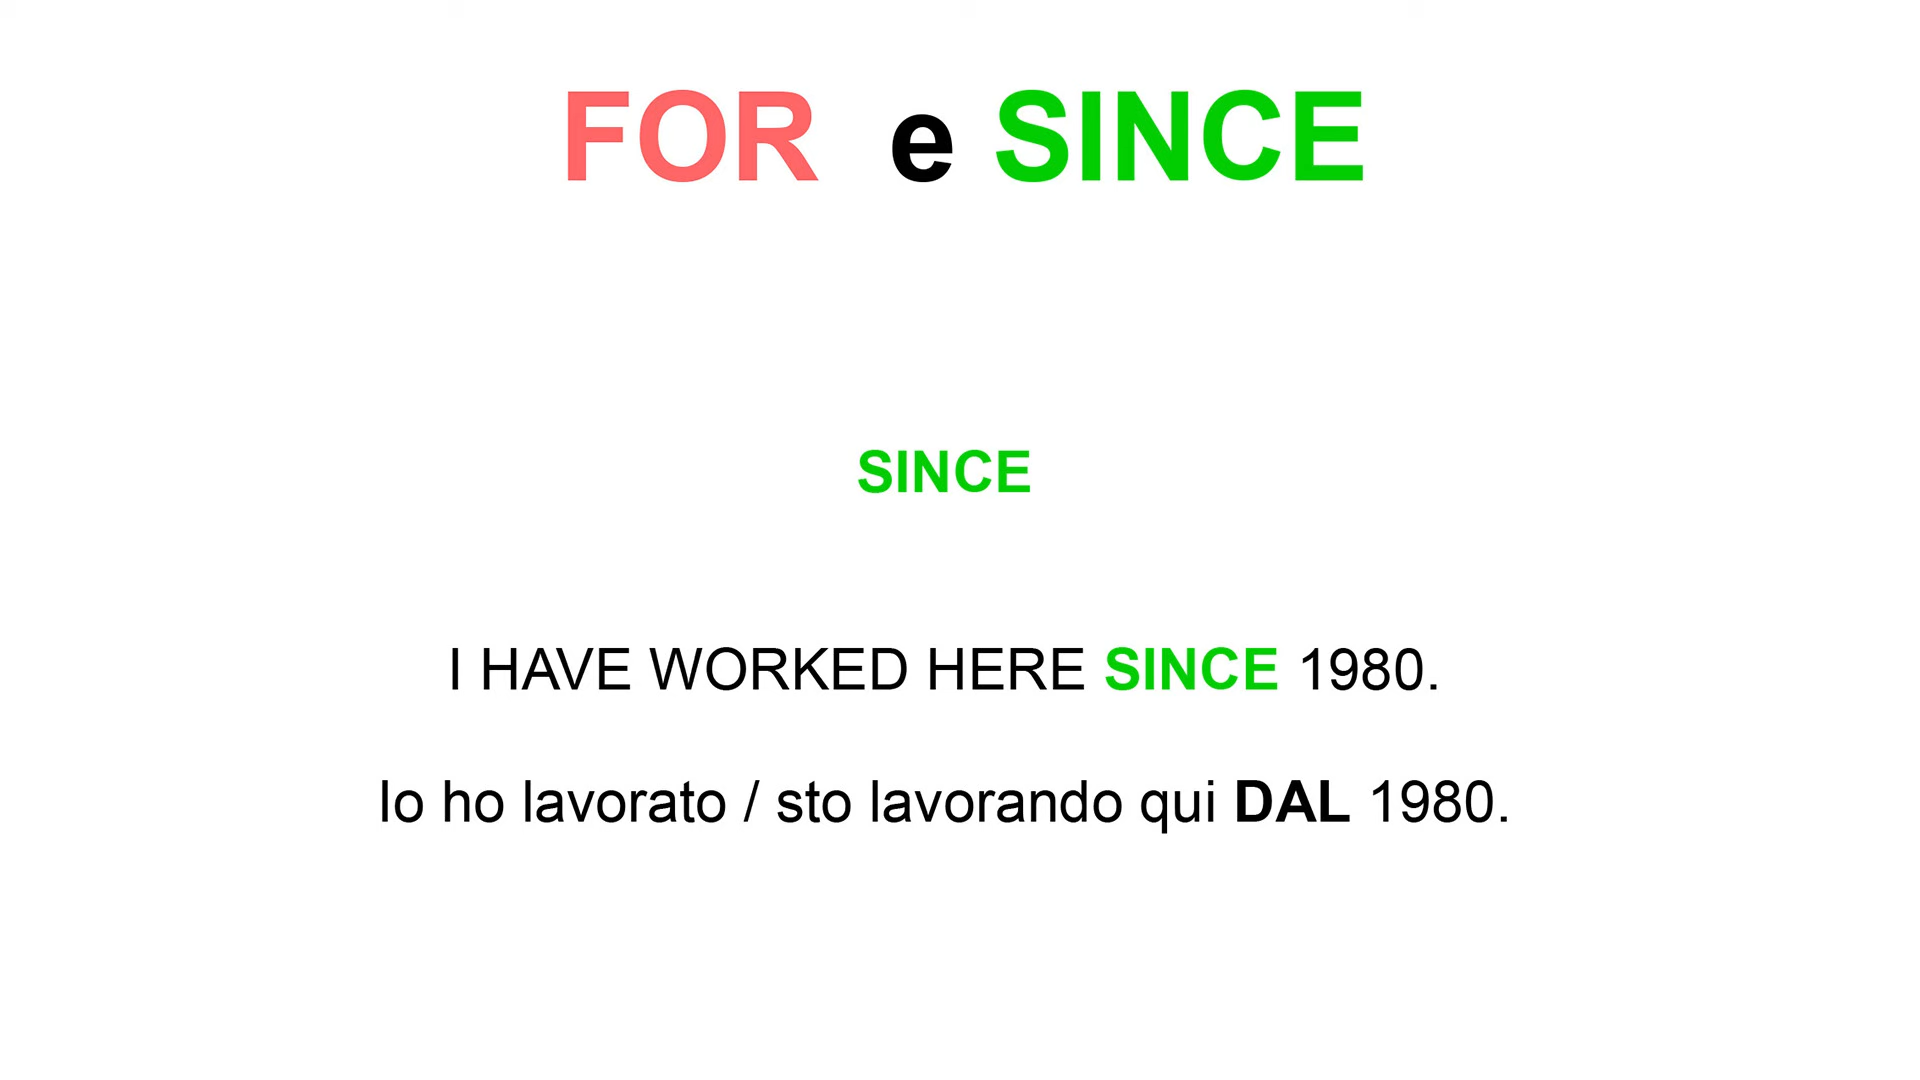 FOR e SINCE
SINCE
I HAVE WORKED HERE SINCE 1980.
Io ho lavorato / sto lavorando qui DAL 1980.